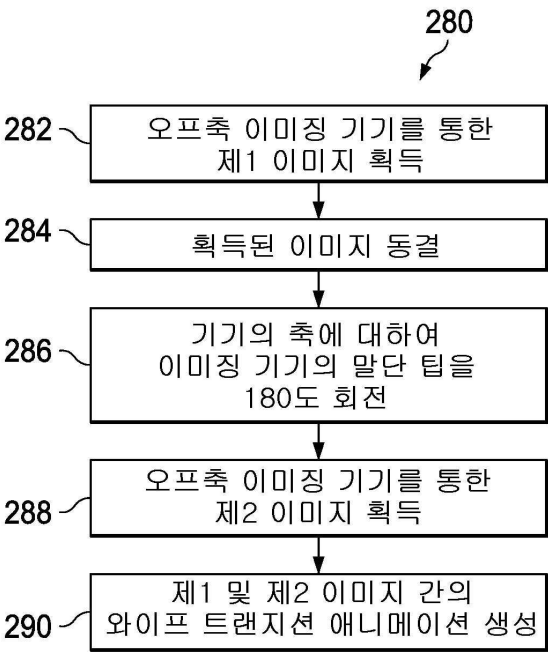 280
282
오프축 이미징 기기를 통한
제1 이미지 획득
284
획득된 이미지 동결
286
기기의 축에 대하여
이미징 기기의 말단 팁을
180도 회전
288
오프축 이미징 기기를 통한
제2 이미지 획득
290
제1 및 제2 이미지 간의
와이프 트랜지션 애니메이션 생성